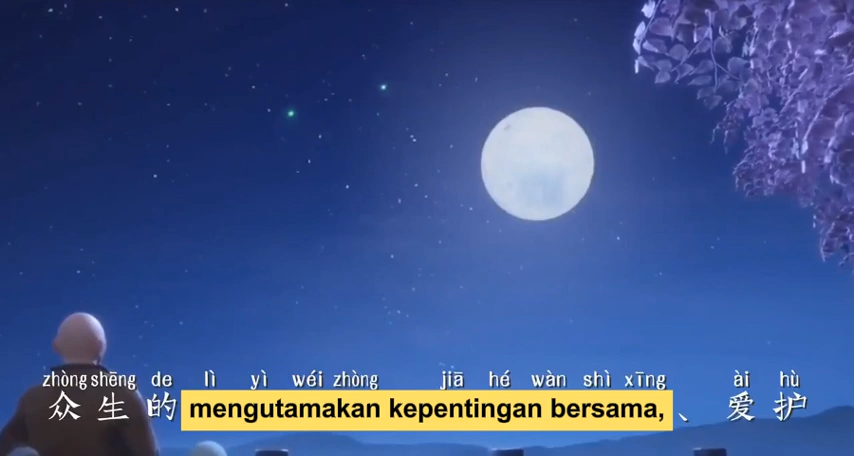 zhòng shēng de lì yì wéi zhòng jiā hé wàn shì xīng ài hù
众生的 、爱护
mengutamakan kepentingan bersama,